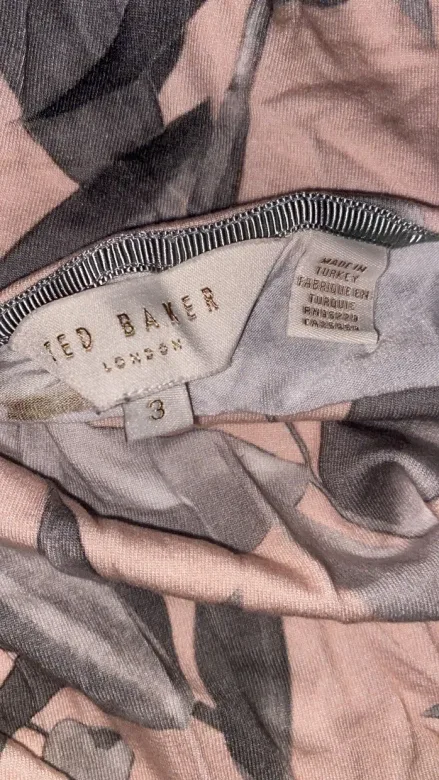 TED BAKER
LONDON
3
MADE IN
TURKEY
FABRIQUE EN
TURQUIE